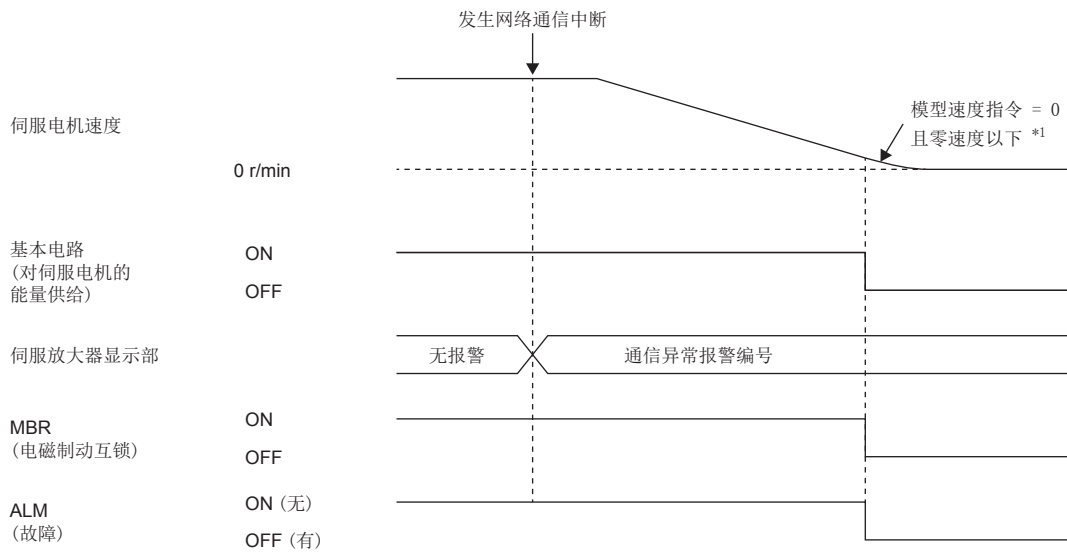 发生网络通信中断
伺服电机速度
模型速度指令 = 0
且零速度以下 *1
0 r/min
基本电路
(对伺服电机的
能量供给)
ON
OFF
伺服放大器显示部
无报警
通信异常报警编号
MBR
(电磁制动互锁)
ON
OFF
ALM
(故障)
ON (无)
OFF (有)